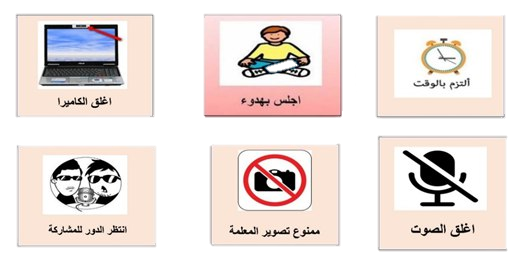 ألتزم بالوقت
اجلس بهدوء
اغلق الكاميرا
اغلق الصوت
ممنوع تصوير المعلمة
انتظر الدور للمشاركة